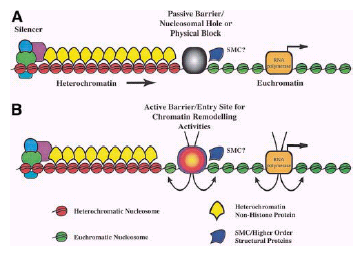 A
Passive Barrier/
Nucleosomal Hole or
Physical Block
Silencer
SMC?
RNA
polymerase
Heterochromatin
Euchromatin
B
Active Barrier/Entry Site for
Chromatin Remodelling
Activities
SMC?
RNA
polymerase
Heterochromatic Nucleosome
Heterochromatin
Non-Histone Protein
Euchromatic Nucleosome
SMC/Higher Order
Structural Proteins